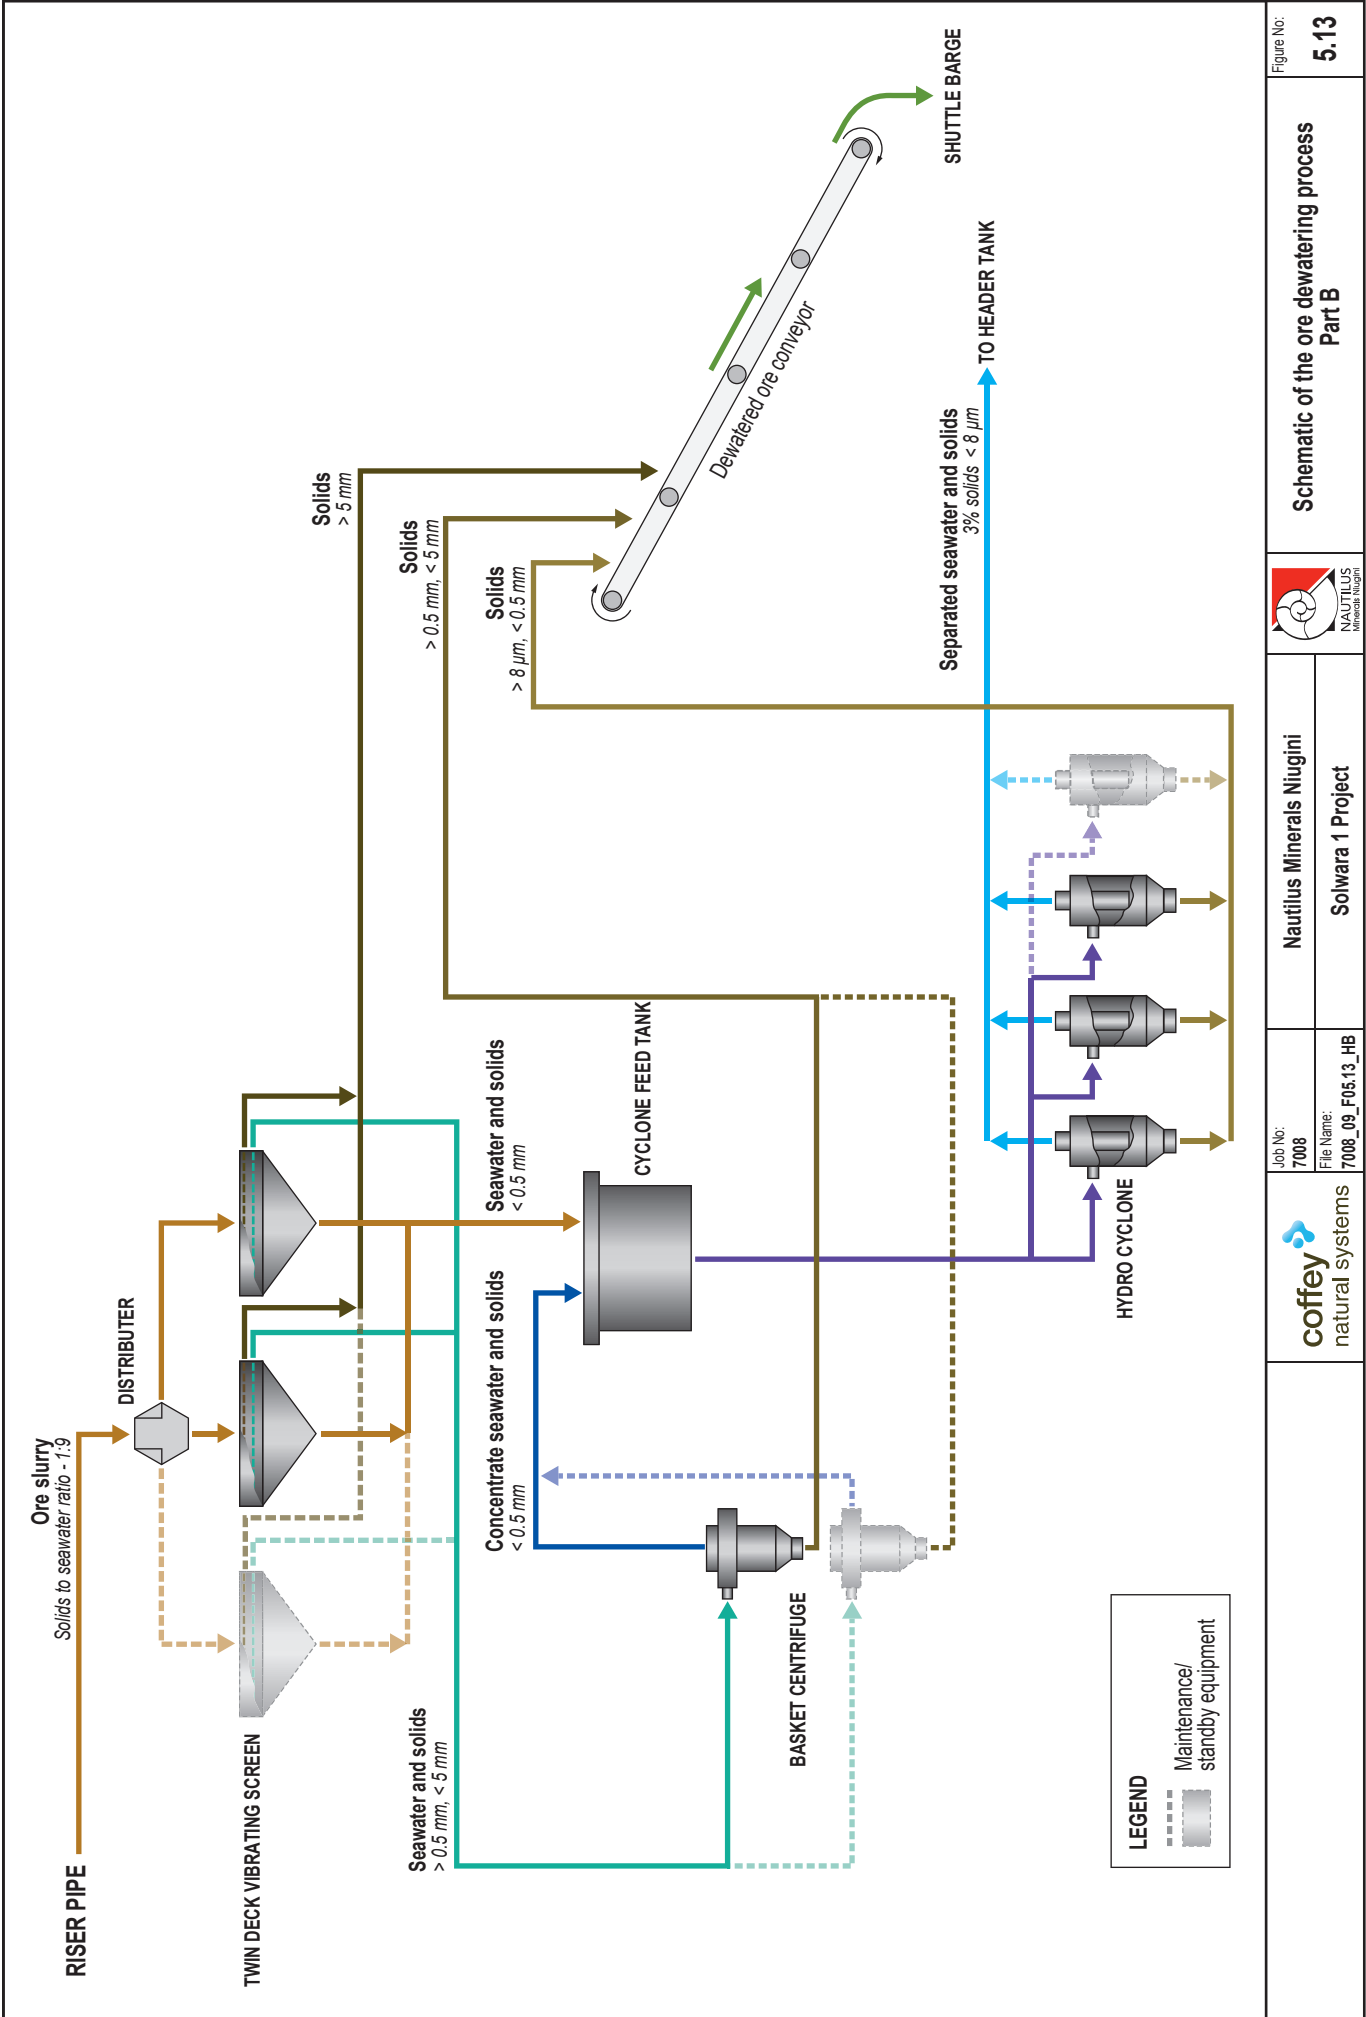 RISER PIPE
Ore slurry
Solids to seawater ratio - 1:9
DISTRIBUTER
TWIN DECK VIBRATING SCREEN
Solids
> 5 mm
Solids
> 0.5 mm, < 5 mm
Solids
> 8 µm, < 0.5 mm
Seawater and solids
> 0.5 mm, < 5 mm
Concentrate seawater and solids
< 0.5 mm
Seawater and solids
< 0.5 mm
CYCLONE FEED TANK
BASKET CENTRIFUGE
Dewatered ore conveyor
SHUTTLE BARGE
Separated seawater and solids
3% solids < 8 µm
TO HEADER TANK
HYDRO CYCLONE
LEGEND
Maintenance/
standby equipment
coffey
natural systems
Job No:
7008
File Name:
7008_09_F05.13_HB
Nautilus Minerals Niugini
Solwara 1 Project
NAUTILUS
Minerals Niugini
Schematic of the ore dewatering process
Part B
Figure No:
5.13